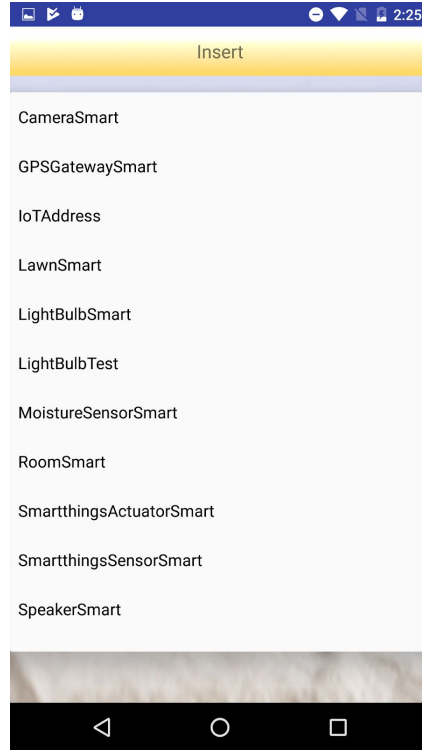 2:25
Insert
CameraSmart
GPSGatewaySmart
IoTAddress
LawnSmart
LightBulbSmart
LightBulbTest
MoistureSensorSmart
RoomSmart
SmartthingsActuatorSmart
SmartthingsSensorSmart
SpeakerSmart